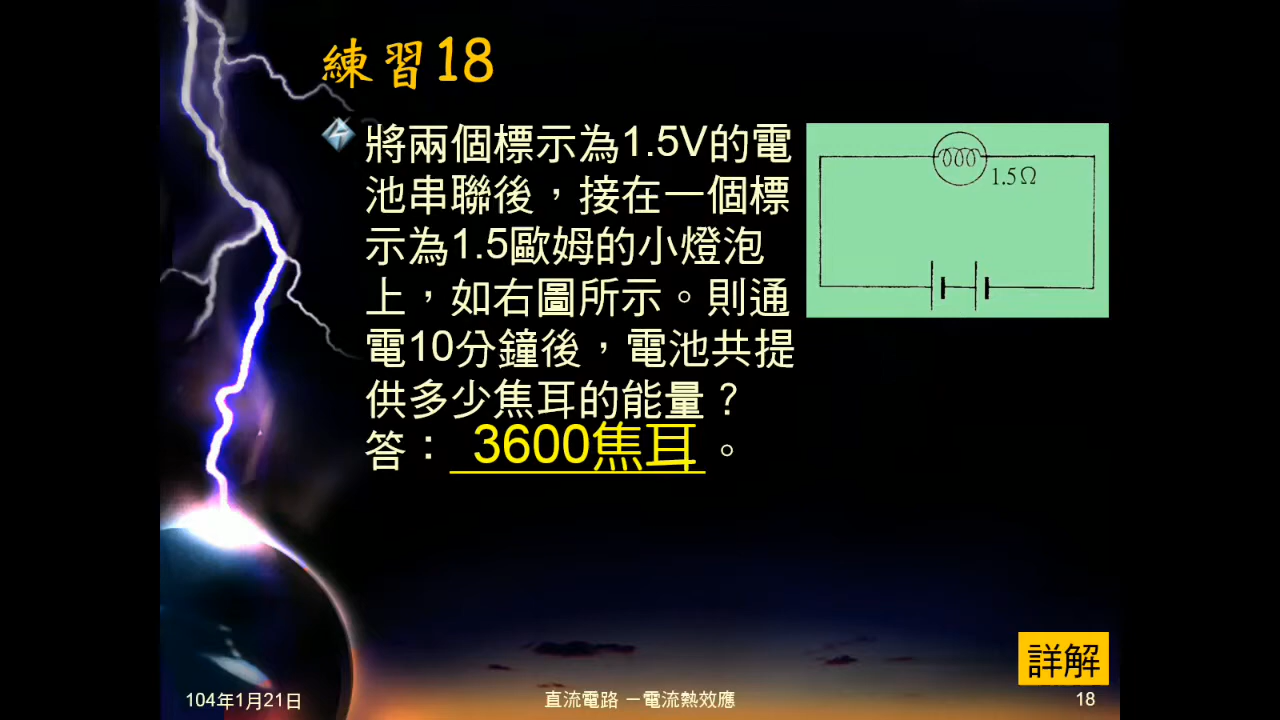 練習18
將兩個標示為1.5V的電
池串聯後，接在一個標
示為1.5歐姆的小燈泡
上，如右圖所示。則通
電10分鐘後，電池共提
供多少焦耳的能量？
答：3600焦耳。
1.5Ω
詳解
104年1月21日
直流電路 －電流熱效應
18